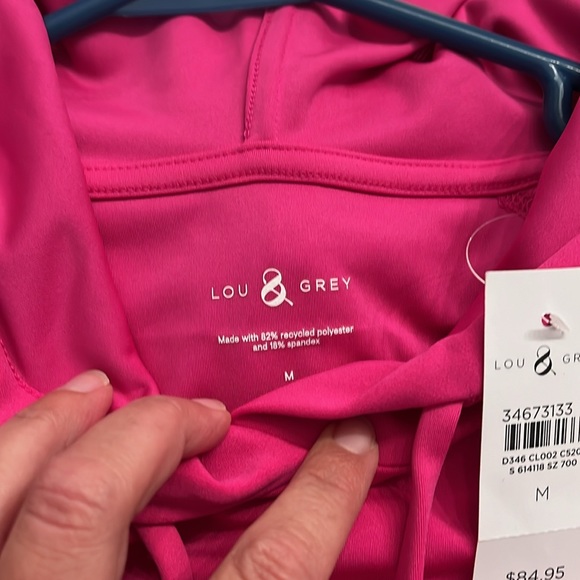 LOU & GREY
Made with 82% recycled polyester
and 18% spandex
M
LOU & GR
34673133
D346 CL002 C520
S 614118 SZ 700
M
$84.95